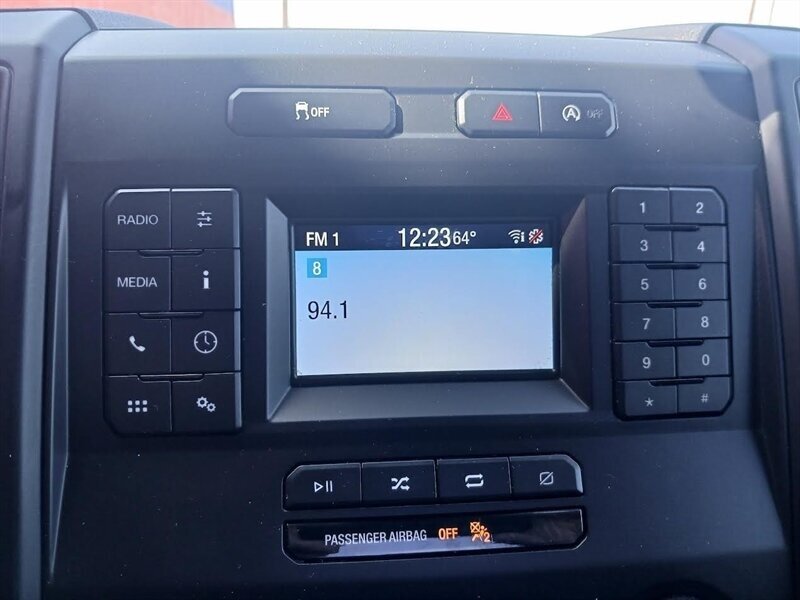 OFF
A OFF
RADIO
MEDIA
i
FM 1 12:23 64° i
8
94.1
1 2
3 4
5 6
7 8
9 0
* #
PASSENGER AIRBAG OFF 2